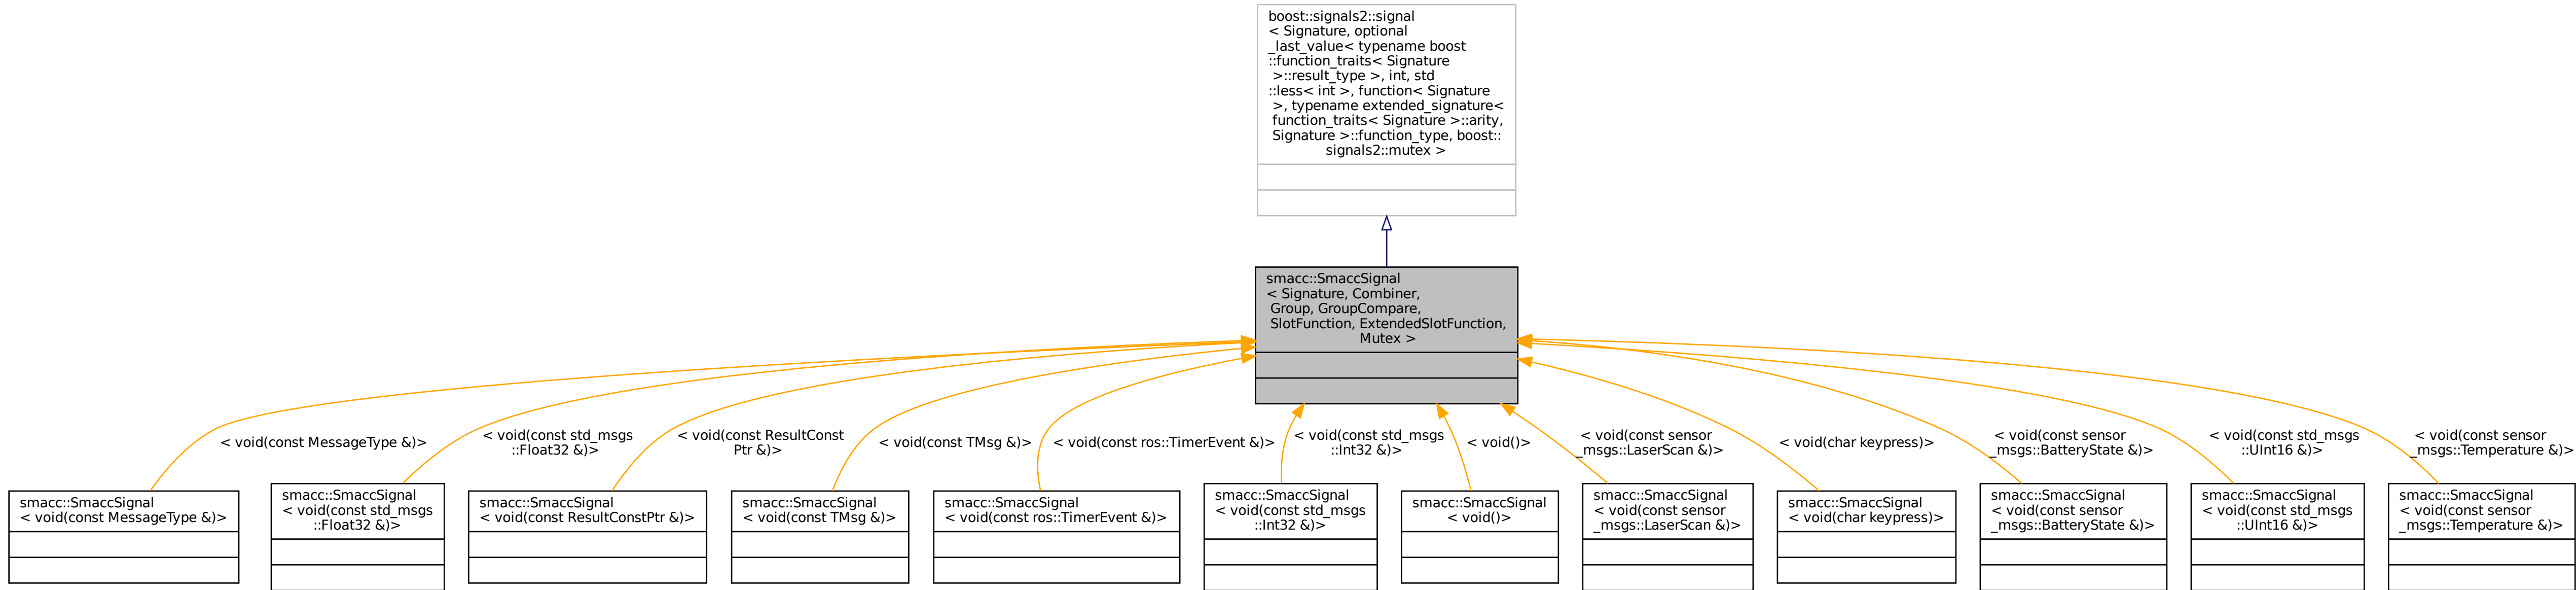 boost::signals2::signal
< Signature, optional
_last_value< typename boost
::function_traits< Signature
>::result_type >, int, std
::less< int >, function< Signature
>, typename extended_signature<
function_traits< Signature >::arity,
Signature >::function_type, boost::
signals2::mutex >
smacc::SmaccSignal
< Signature, Combiner,
Group, GroupCompare,
SlotFunction, ExtendedSlotFunction,
Mutex >
< void(const MessageType &)>
< void(const std_msgs
::Float32 &)>
< void(const ResultConst
Ptr &)>
< void(const TMsg &)>
< void(const ros::TimerEvent &)>
< void(const std_msgs
::Int32 &)>
< void()>
< void(const sensor
_msgs::LaserScan &)>
< void(char keypress)>
< void(const sensor
_msgs::BatteryState &)>
< void(const std_msgs
::UInt16 &)>
< void(const sensor
_msgs::Temperature &)>
smacc::SmaccSignal
< void(const MessageType &)>
smacc::SmaccSignal
< void(const std_msgs
::Float32 &)>
smacc::SmaccSignal
< void(const ResultConstPtr &)>
smacc::SmaccSignal
< void(const TMsg &)>
smacc::SmaccSignal
< void(const ros::TimerEvent &)>
smacc::SmaccSignal
< void(const std_msgs
::Int32 &)>
smacc::SmaccSignal
< void()>
smacc::SmaccSignal
< void(const sensor
_msgs::LaserScan &)>
smacc::SmaccSignal
< void(char keypress)>
smacc::SmaccSignal
< void(const sensor
_msgs::BatteryState &)>
smacc::SmaccSignal
< void(const std_msgs
::UInt16 &)>
smacc::SmaccSignal
< void(const sensor
_msgs::Temperature &)>